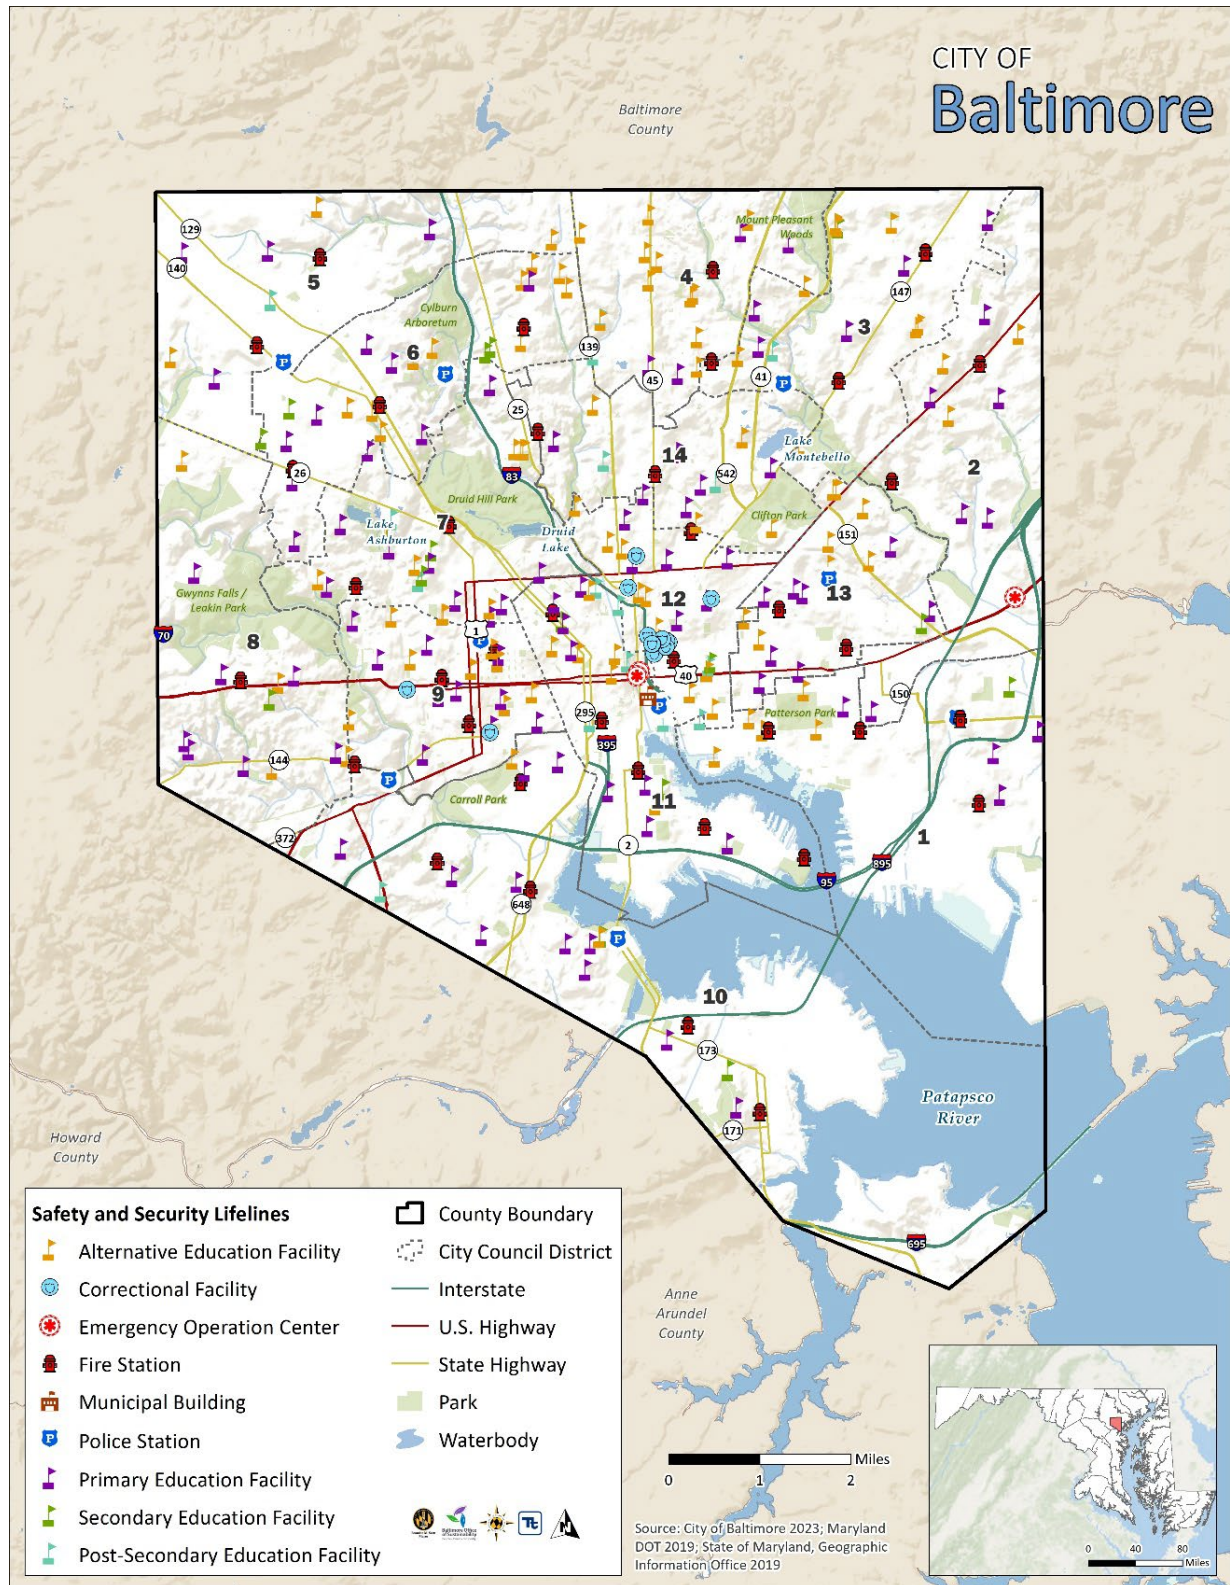 CITY OF
Baltimore
Baltimore
County
Mount Pleasant
Woods
129
140
5
4
147
3
Cylburn
Arboretum
6
139
45
41
25
14
Lake
Montebello
542
2
26
83
Druid Hill Park
Clifton Park
7
Lake
Ashburton
Druid
Lake
151
Gwynns Falls /
Leakin Park
12
13
70
1
8
40
9
295
150
Patterson Park
395
144
Carroll Park
11
372
2
1
895
95
648
10
173
171
Patapsco
River
Howard
County
695
Anne
Arundel
County
Safety and Security Lifelines
Alternative Education Facility
Correctional Facility
Emergency Operation Center
Fire Station
Municipal Building
P Police Station
Primary Education Facility
Secondary Education Facility
Post-Secondary Education Facility
County Boundary
City Council District
Interstate
U.S. Highway
State Highway
Park
Waterbody
Baltimore Office
of Sustainability
Tt
N
Miles
0 1 2
Source: City of Baltimore 2023; Maryland
DOT 2019; State of Maryland, Geographic
Information Office 2019
0 40 80
Miles